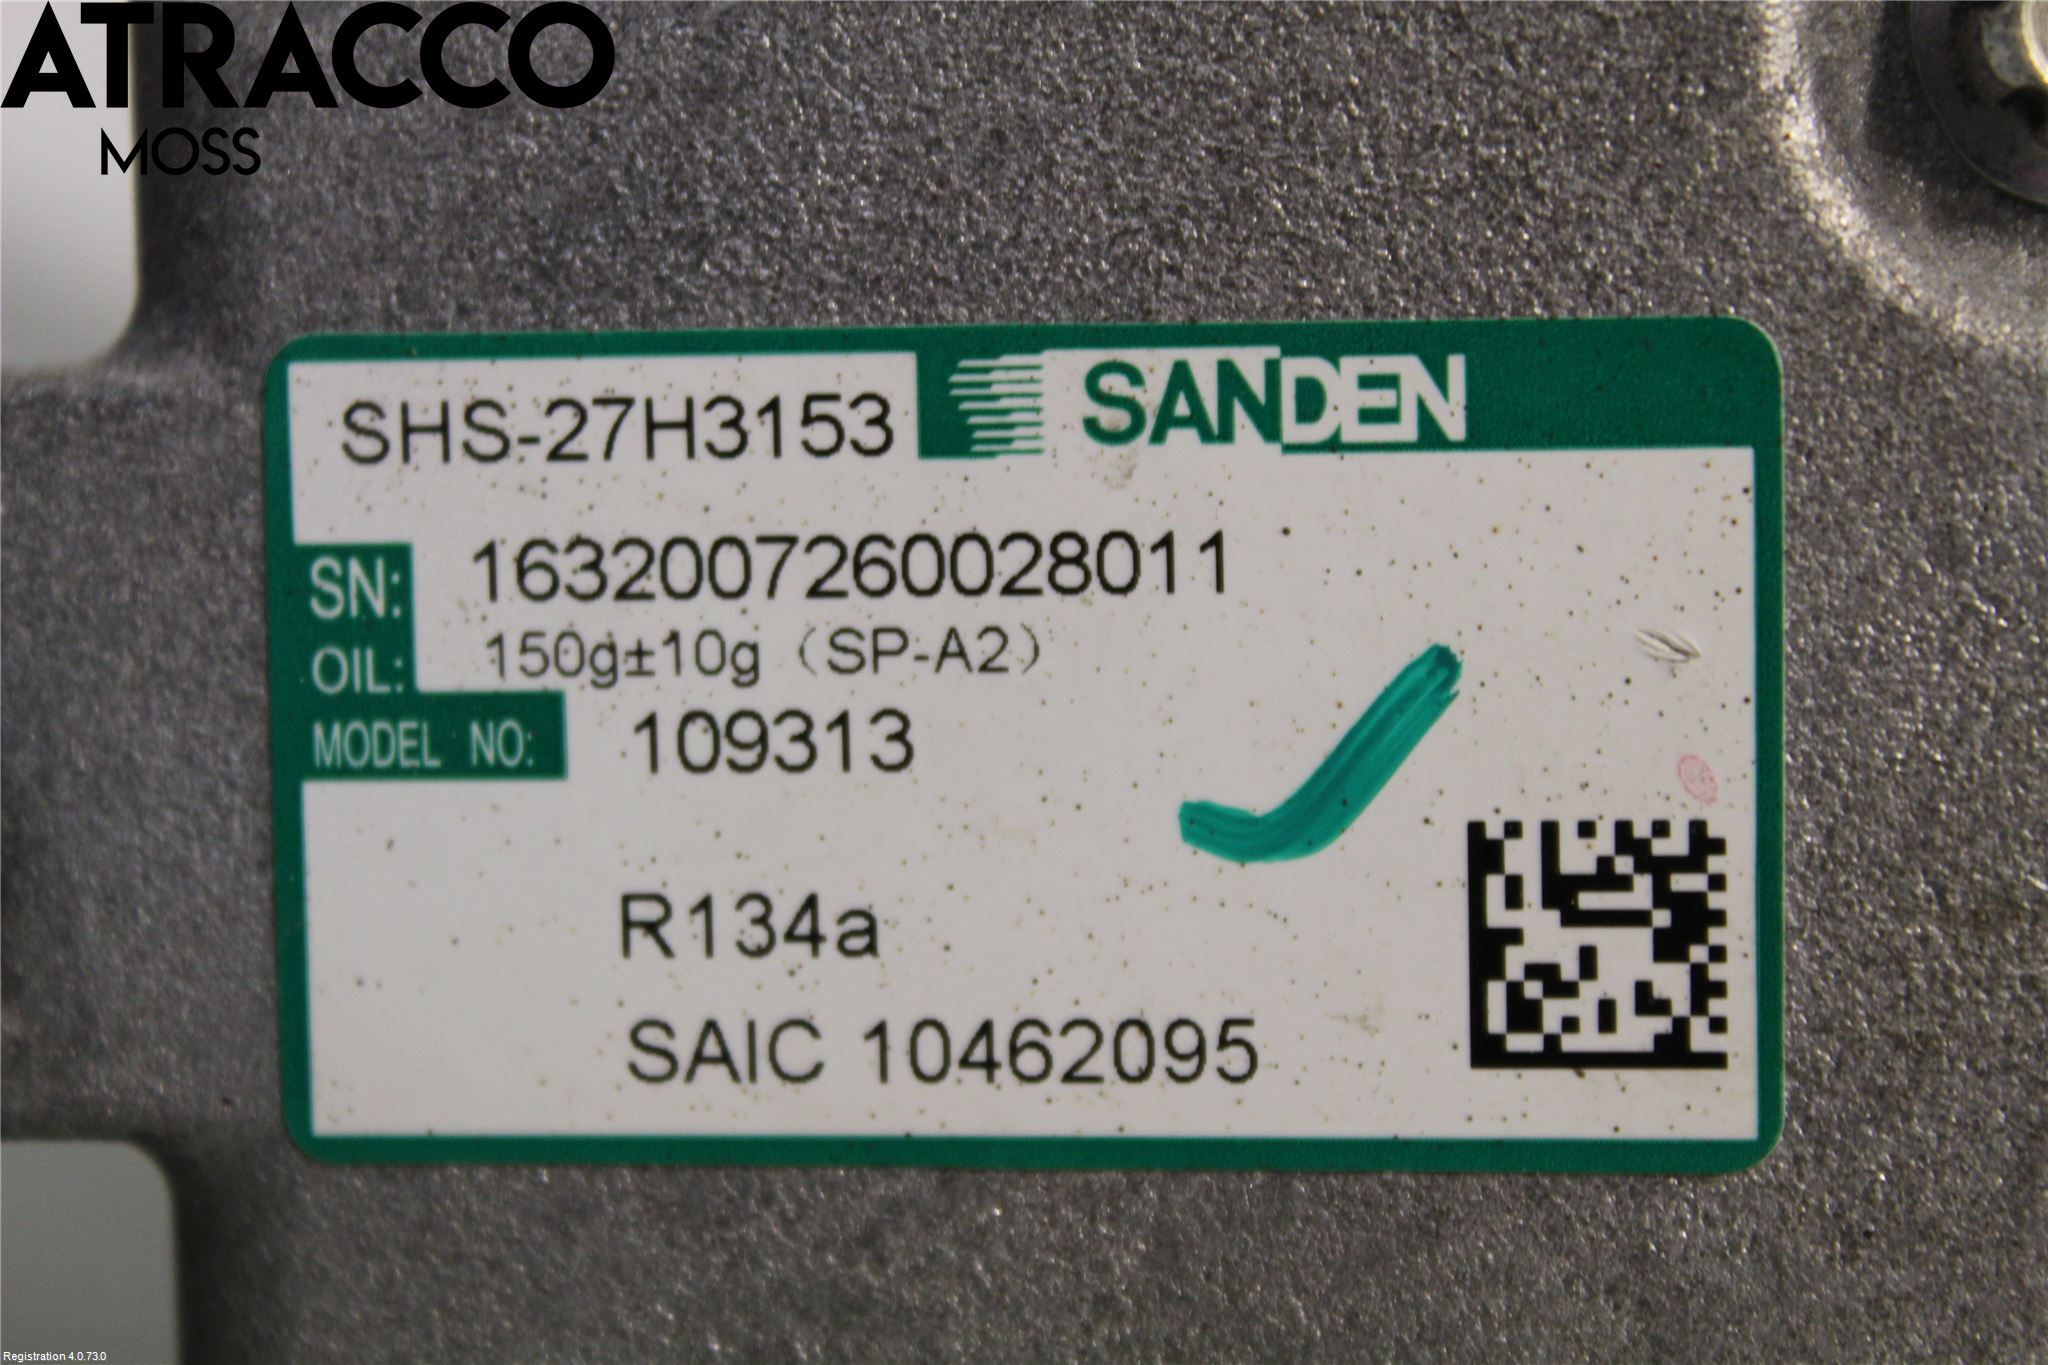 ATRACCO
MOSS
SHS-27H3153
SANDEN
SN: 1632007260028011
OIL: 150g±10g（SP-A2）
MODEL NO: 109313
R134a
SAIC 10462095
Registration 4.0.73.0